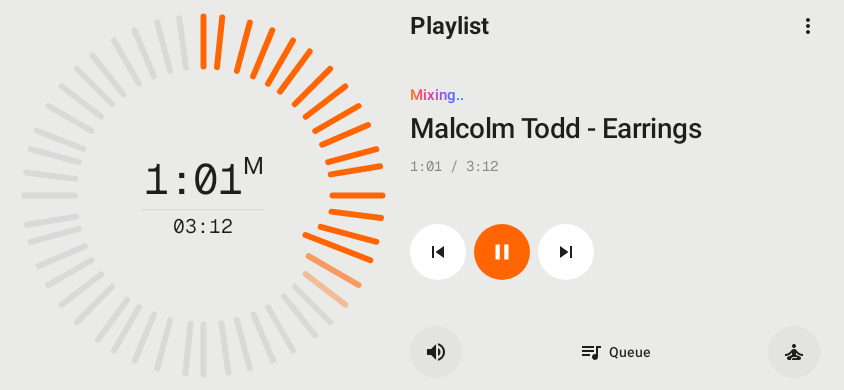 Playlist
Mixing..
Malcolm Todd - Earrings
1:01 / 3:12
1:01M
03:12
Queue